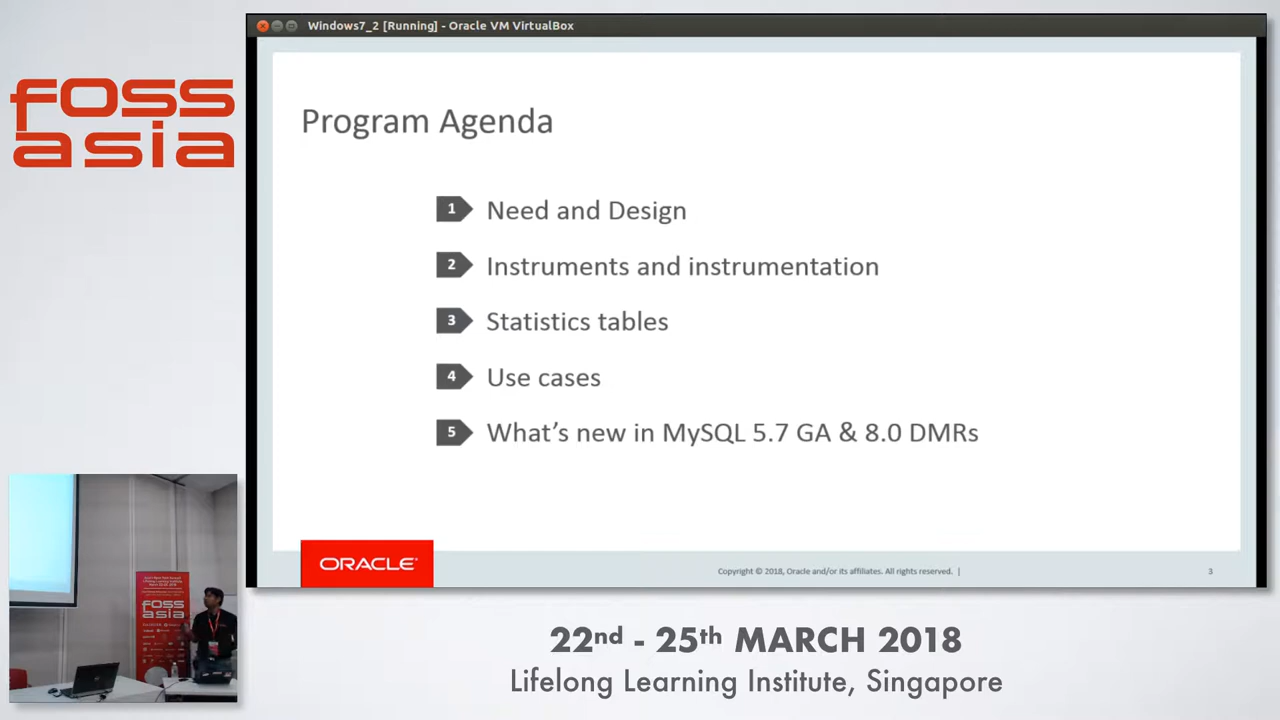 foss
asia
Windows7_2 [Running] - Oracle VM VirtualBox
Program Agenda
1 Need and Design
2 Instruments and instrumentation
3 Statistics tables
4 Use cases
5 What's new in MySQL 5.7 GA & 8.0 DMRs
ORACLE®
Copyright © 2018, Oracle and/or its affiliates. All rights reserved. |
3
foss
asia
22nd - 25th MARCH 2018
Lifelong Learning Institute, Singapore